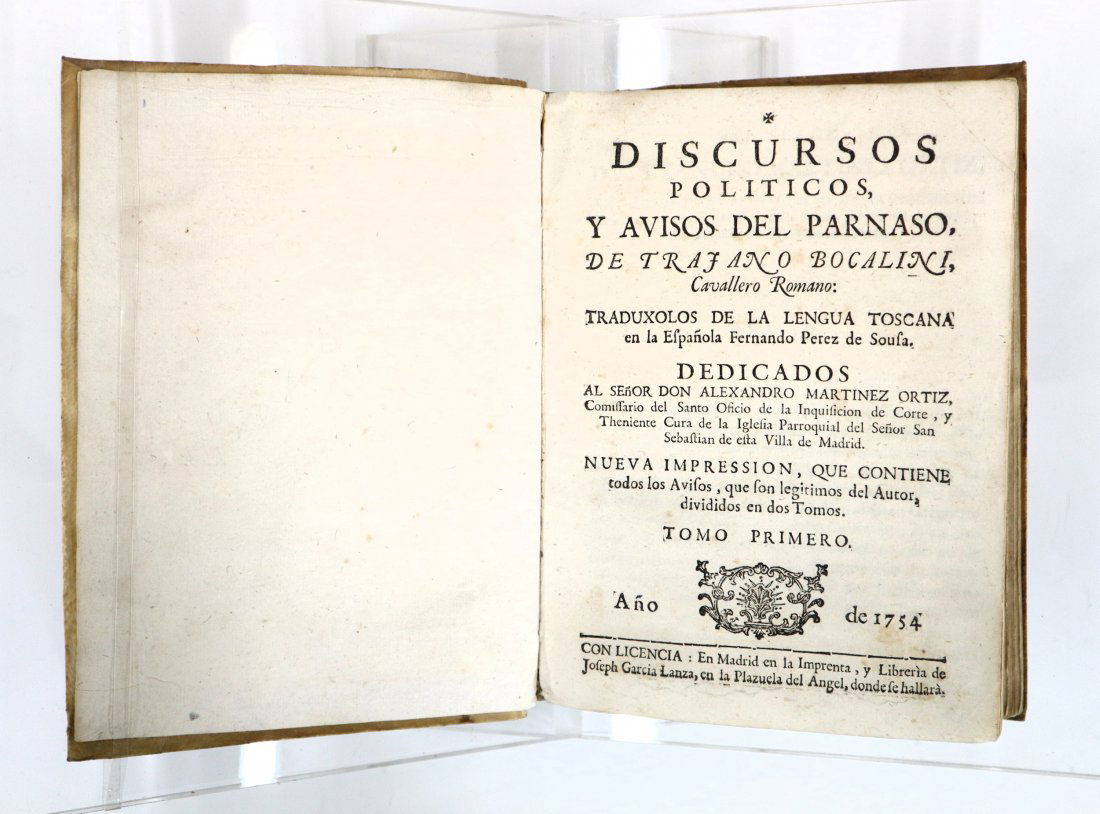 ✠
DISCURSOS
POLITICOS,
Y AVISOS DEL PARNASO,
DE TRAJANO BOCALINI,
Cavallero Romano:
TRADUXOLOS DE LA LENGUA TOSCANA
en la Eſpañola Fernando Perez de Souſa.
DEDICADOS
AL SEñOR DON ALEXANDRO MARTINEZ ORTIZ,
Comiſſario del Santo Oficio de la Inquiſicion de Corte, y
Theniente Cura de la Igleſia Parroquial del Señor San
Sebaſtian de eſta Villa de Madrid.
NUEVA IMPRESSION, QUE CONTIENE
todos los Aviſos, que ſon legitimos del Autor,
divididos en dos Tomos.
TOMO PRIMERO.
Año de 1754
CON LICENCIA: En Madrid en la Imprenta, y Librerìa de
Joſeph Garcia Lanza, en la Plazuela del Angel, donde ſe hallarà.